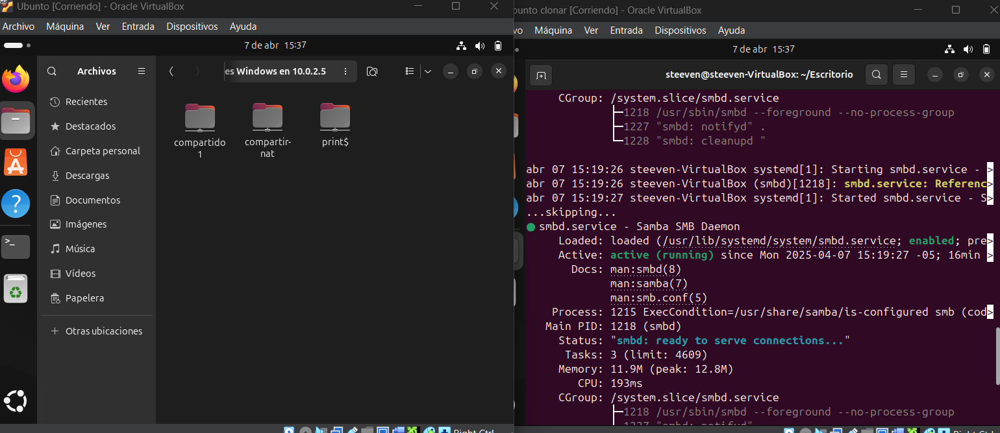 Ubunto [Corriendo] - Oracle VirtualBox
Archivo Máquina Ver Entrada Dispositivos Ayuda
7 de abr 15:37
Archivos
es Windows en 10.0.2.5
Recientes
Destacados
Carpeta personal
Descargas
Documentos
Imágenes
Música
Vídeos
Papelera
Otras ubicaciones
compartido
1
compartir-
nat
print$
Right Ctrl
bunto clonar [Corriendo] - Oracle VirtualBox
vo Máquina Ver Entrada Dispositivos Ayuda
7 de abr 15:37
steeven@steeven-VirtualBox: ~/Escritorio
CGroup: /system.slice/smbd.service
├─1218 /usr/sbin/smbd --foreground --no-process-group
├─1227 "smbd: notifyd" .
└─1228 "smbd: cleanupd "
abr 07 15:19:26 steeven-VirtualBox systemd[1]: Starting smbd.service - >
abr 07 15:19:26 steeven-VirtualBox (smbd)[1218]: smbd.service: Referenc>
abr 07 15:19:27 steeven-VirtualBox systemd[1]: Started smbd.service - S>
...skipping...
● smbd.service - Samba SMB Daemon
Loaded: loaded (/usr/lib/systemd/system/smbd.service; enabled; pre>
Active: active (running) since Mon 2025-04-07 15:19:27 -05; 16min >
Docs: man:smbd(8)
man:samba(7)
man:smb.conf(5)
Process: 1215 ExecCondition=/usr/share/samba/is-configured smb (cod>
Main PID: 1218 (smbd)
Status: "smbd: ready to serve connections..."
Tasks: 3 (limit: 4609)
Memory: 11.9M (peak: 12.8M)
CPU: 193ms
CGroup: /system.slice/smbd.service
├─1218 /usr/sbin/smbd --foreground --no-process-group
├─1227 "smbd: notifyd"
Right Ctrl